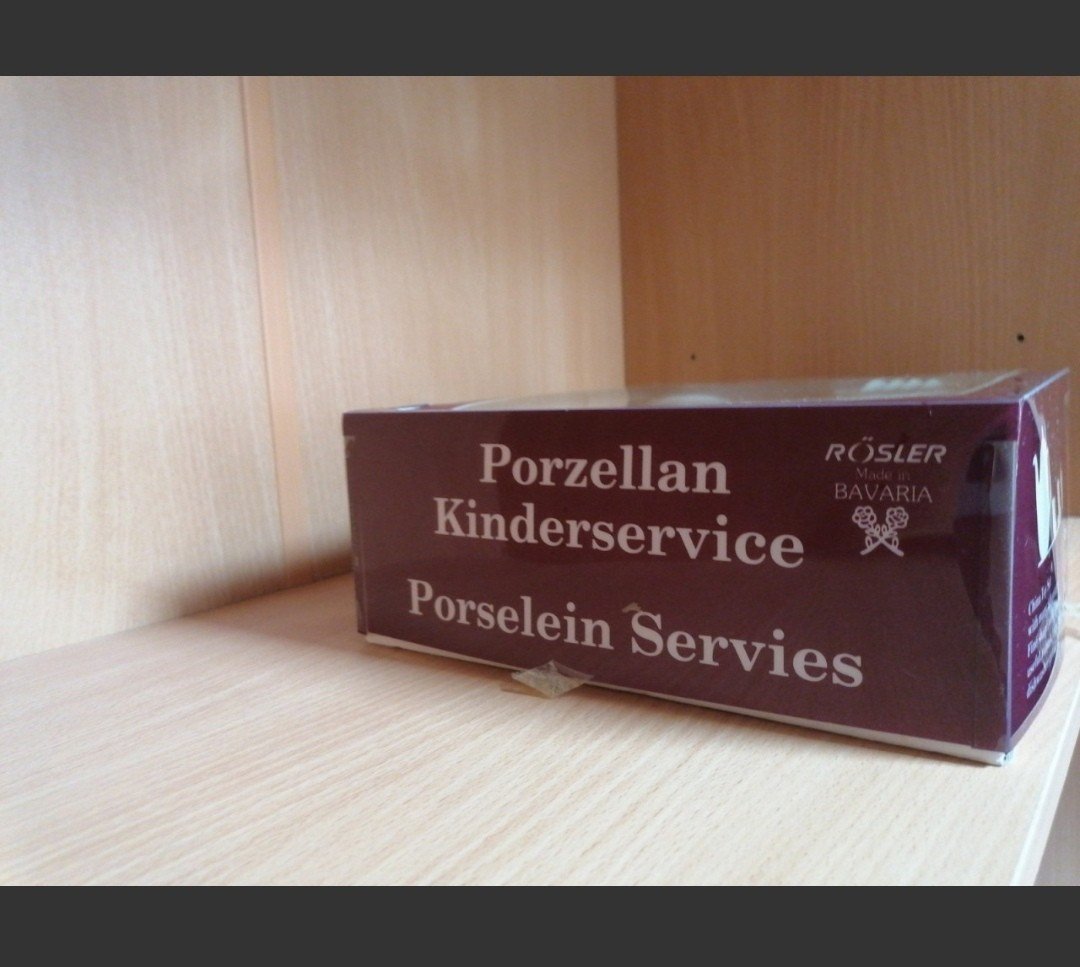 Porzellan
Kinderservice
Porselein Servies
RÖSLER
Made in
BAVARIA